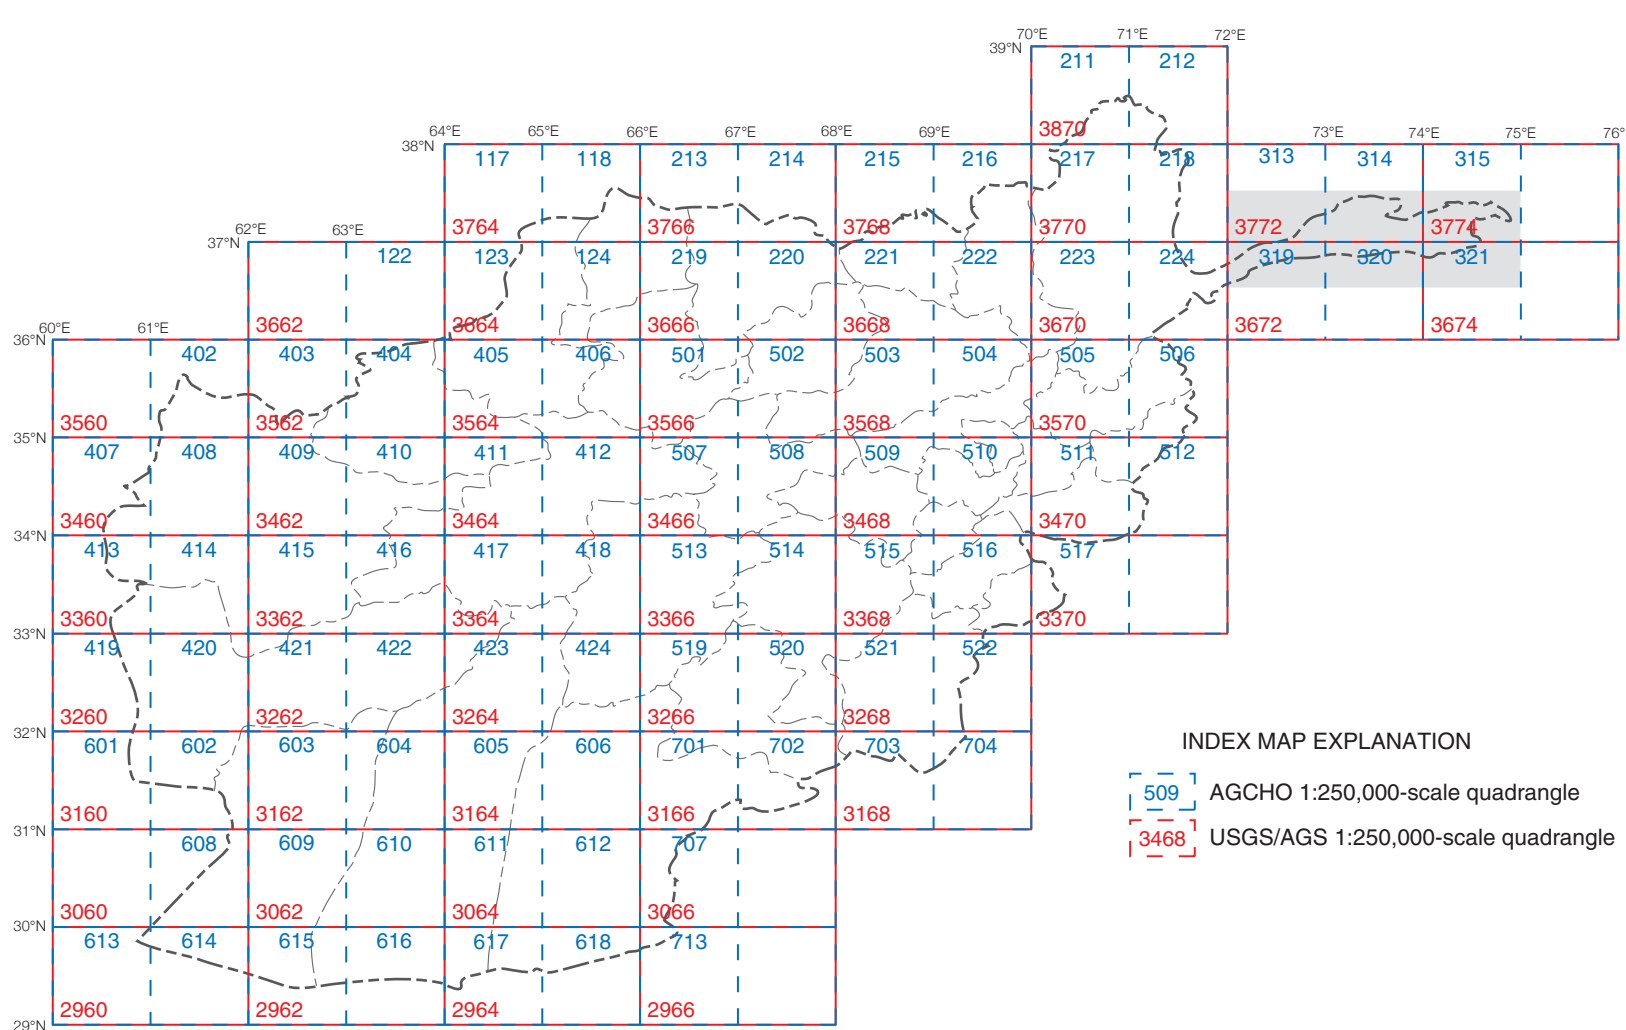 70°E 71°E 72°E
39°N
211 212
3870
64°E 65°E 66°E 67°E 68°E 69°E 73°E 74°E 75°E 76°
38°N
117 118 213 214 215 216 217 218 313 314 315
3764 3766 3768 3770 3772 3774
62°E 63°E
37°N
122 123 124 219 220 221 222 223 224 319 320 321
3662 3664 3666 3668 3670 3672 3674
60°E 61°E
36°N
402 403 404 405 406 501 502 503 504 505 506
3560 3562 3564 3566 3568 3570
35°N
407 408 409 410 411 412 507 508 509 510 511 512
3460 3462 3464 3466 3468 3470
34°N
413 414 415 416 417 418 513 514 515 516 517
3360 3362 3364 3366 3368 3370
33°N
419 420 421 422 423 424 519 520 521 522
3260 3262 3264 3266 3268
32°N
601 602 603 604 605 606 701 702 703 704
3160 3162 3164 3166 3168
31°N
608 609 610 611 612 707
3060 3062 3064 3066
30°N
613 614 615 616 617 618 713
2960 2962 2964 2966
29°N
INDEX MAP EXPLANATION
509 AGCHO 1:250,000-scale quadrangle
3468 USGS/AGS 1:250,000-scale quadrangle